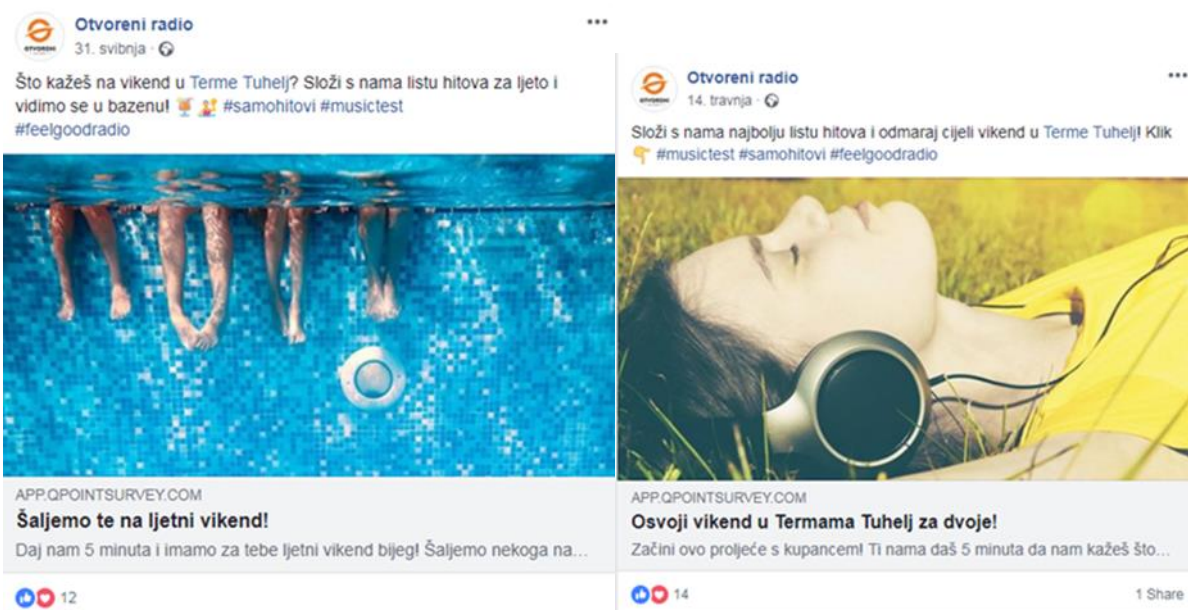 Otvoreni radio
31. svibnja
Što kažeš na vikend u Terme Tuhelj? Složi s nama listu hitova za ljeto i
vidimo se u bazenu! #samohitovi #musictest
#feelgoodradio
APP.QPOINTSURVEY.COM
Šaljemo te na ljetni vikend!
Daj nam 5 minuta i imamo za tebe ljetni vikend bijeg! Šaljemo nekoga na...
12
Otvoreni radio
14. travnja
Složi s nama najbolju listu hitova i odmaraj cijeli vikend u Terme Tuhelj! Klik
#musictest #samohitovi #feelgoodradio
APP.QPOINTSURVEY.COM
Osvoji vikend u Termama Tuhelj za dvoje!
Začini ovo proljeće s kupancem! Ti nama daš 5 minuta da nam kažeš što...
14
1 Share